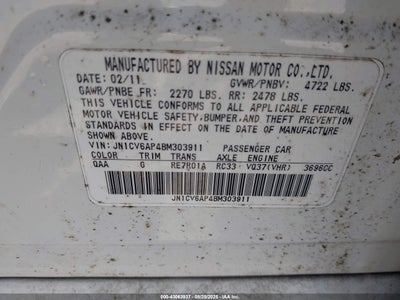 MANUFACTURED BY NISSAN MOTOR CO.,LTD.
DATE: 02/11 GVWR/PNBV: 4722 LBS.
GAWR/PNBE FR: 2270 LBS. RR: 2478 LBS.
THIS VEHICLE CONFORMS TO ALL APPLICABLE FEDERAL
MOTOR VEHICLE SAFETY, BUMPER, AND THEFT PREVENTION
STANDARDS IN EFFECT ON THE DATE OF MANUFACTURE
SHOWN ABOVE.
VIN: JN1CV6AP4BM303911 PASSENGER CAR
COLOR TRIM TRANS AXLE ENGINE
QAA G RE7R01A RC33 VQ37(VHR) 3696CC
JN1CV6AP4BM303911